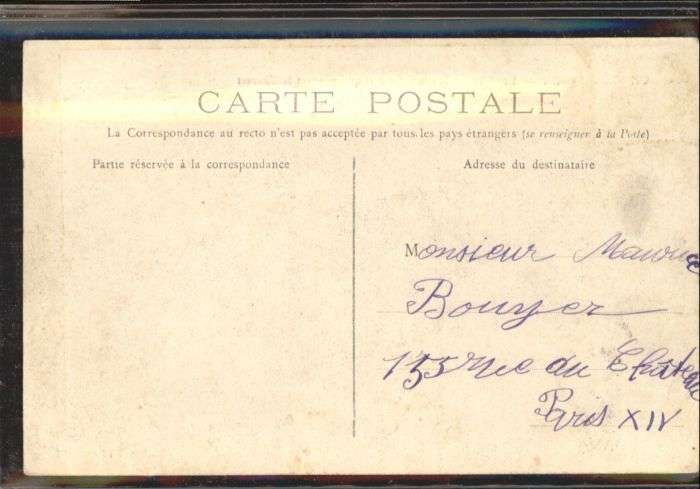 CARTE POSTALE
La Correspondance au recto n'est pas acceptée par tous les pays étrangers (se renseigner à la Poste)
Partie réservée à la correspondance
Adresse du destinataire
Monsieur Maurice
Bouyer
155 rue du Château
Paris XIV